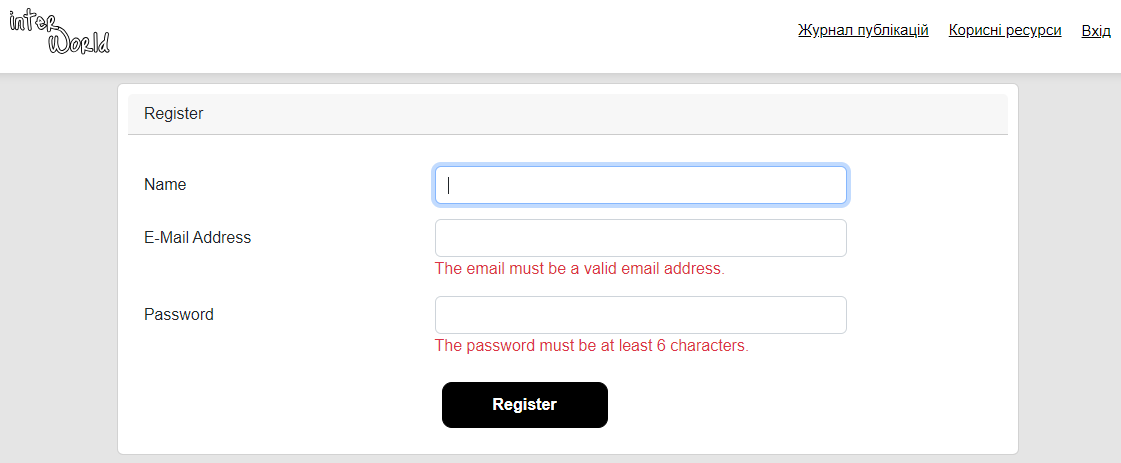 inter
World
Журнал публікацій Корисні ресурси Вхід
Register
Name
E-Mail Address
The email must be a valid email address.
Password
The password must be at least 6 characters.
Register